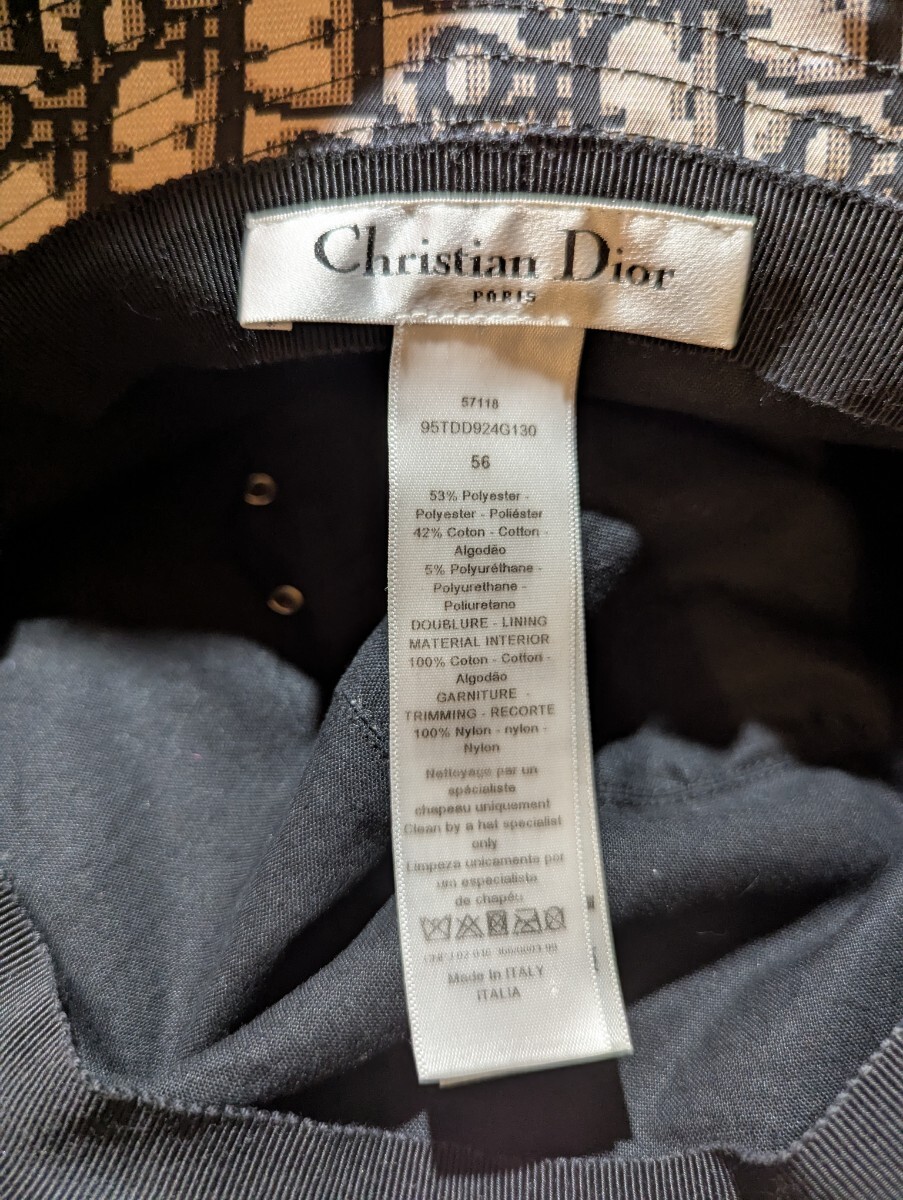 Christian Dior
PARIS
57118
95TDD924G130
56
53% Polyester -
Polyester - Poliéster
42% Coton - Cotton -
Algodão
5% Polyuréthane -
Polyurethane -
Poliuretano
DOUBLURE - LINING
MATERIAL INTERIOR
100% Coton - Cotton -
Algodão
GARNITURE -
TRIMMING - RECORTE
100% Nylon - nylon -
Nylon
Nettoyage par un
spécialiste
chapeau uniquement
Clean by a hat specialist
only
Limpeza unicamente por
um especialista
de chapéu
Made In ITALY
ITALIA